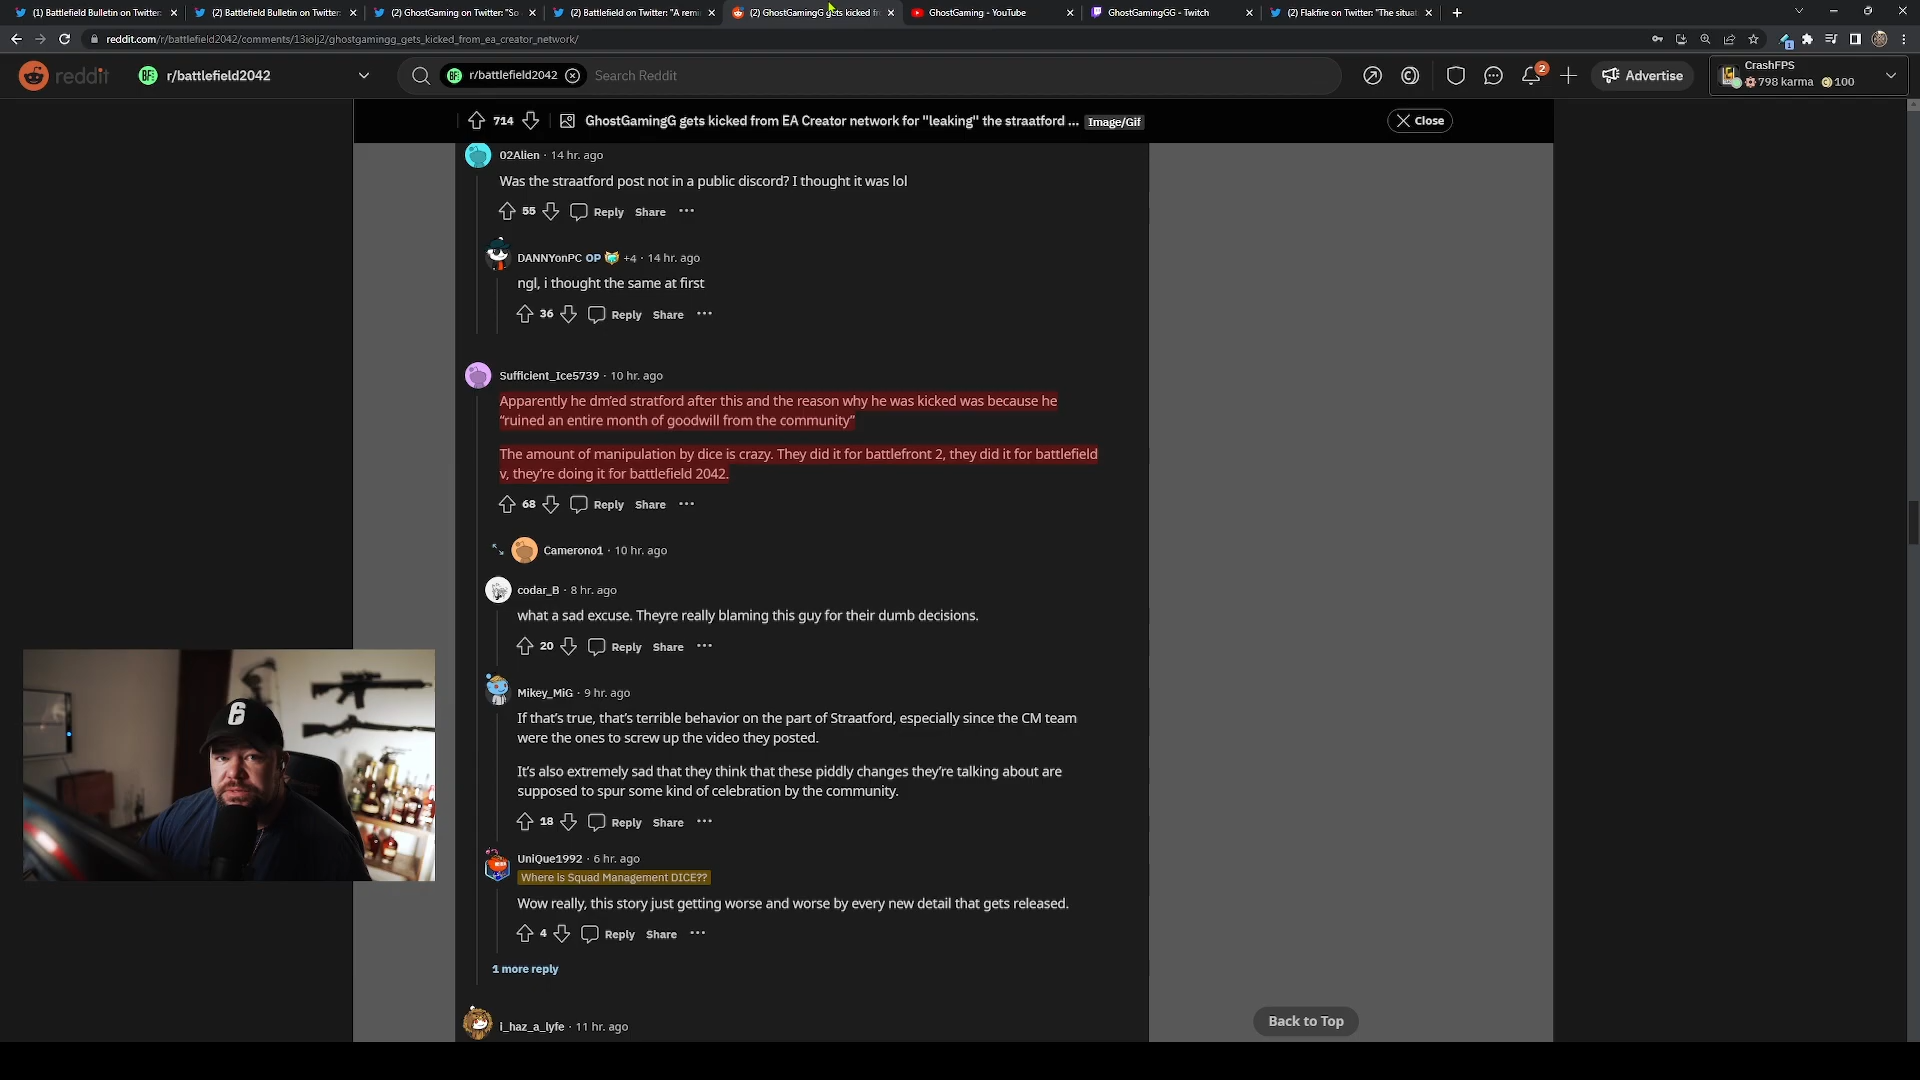 (1) Battlefield Bulletin on Twitter:
(2) Battlefield Bulletin on Twitter:
(2) GhostGaming on Twitter: "So
(2) Battlefield on Twitter: "A remi
(2) GhostGamingG gets kicked fr
GhostGaming - YouTube
GhostGamingGG - Twitch
(2) Flakfire on Twitter: "The situat
reddit.com/r/battlefield2042/comments/13iolj2/ghostgamingg_gets_kicked_from_ea_creator_network/
reddit
r/battlefield2042
r/battlefield2042
Search Reddit
2
Advertise
CrashFPS
798 karma 100
714
GhostGamingG gets kicked from EA Creator network for "leaking" the straatford ... Image/Gif
Close
02Alien · 14 hr. ago
Was the straatford post not in a public discord? I thought it was lol
55 Reply Share ···
DANNYonPC OP +4 · 14 hr. ago
ngl, i thought the same at first
36 Reply Share ···
Sufficient_Ice5739 · 10 hr. ago
Apparently he dm'ed stratford after this and the reason why he was kicked was because he
“ruined an entire month of goodwill from the community”
The amount of manipulation by dice is crazy. They did it for battlefront 2, they did it for battlefield
v, they're doing it for battlefield 2042.
68 Reply Share ···
Camerono1 · 10 hr. ago
codar_B · 8 hr. ago
what a sad excuse. Theyre really blaming this guy for their dumb decisions.
20 Reply Share ···
Mikey_MiG · 9 hr. ago
If that's true, that's terrible behavior on the part of Straatford, especially since the CM team
were the ones to screw up the video they posted.
It's also extremely sad that they think that these piddly changes they're talking about are
supposed to spur some kind of celebration by the community.
18 Reply Share ···
UniQue1992 · 6 hr. ago
Where is Squad Management DICE??
Wow really, this story just getting worse and worse by every new detail that gets released.
4 Reply Share ···
1 more reply
i_haz_a_lyfe · 11 hr. ago
Back to Top
6